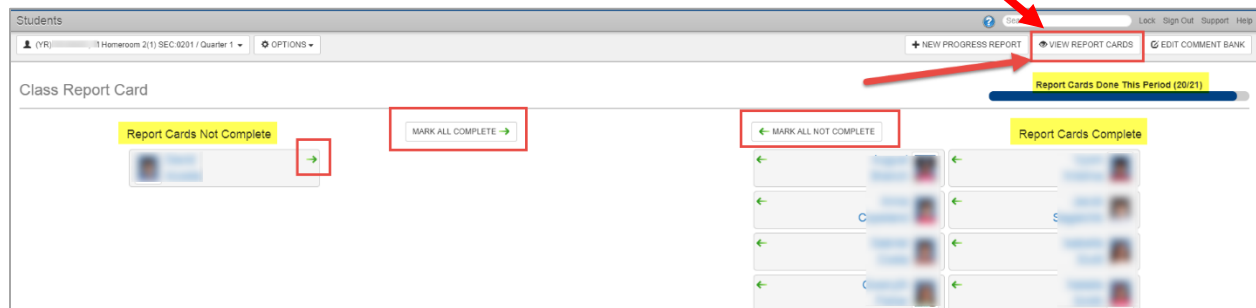 Students
Sea Lock Sign Out Support Help
(YR) Homeroom 2(1) SEC:0201 / Quarter 1 OPTIONS
NEW PROGRESS REPORT VIEW REPORT CARDS EDIT COMMENT BANK
Class Report Card
Report Cards Done This Period (20/21)
Report Cards Not Complete
MARK ALL COMPLETE
MARK ALL NOT COMPLETE
Report Cards Complete